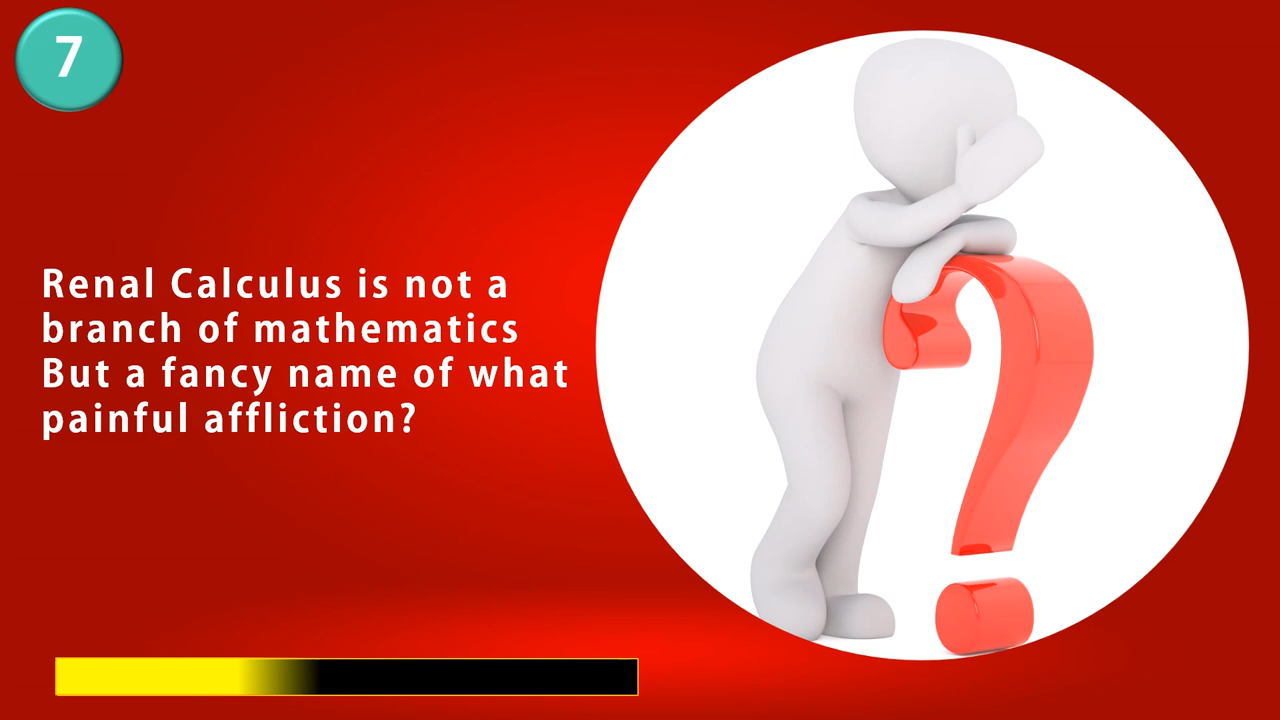 7
Renal Calculus is not a
branch of mathematics
But a fancy name of what
painful affliction?